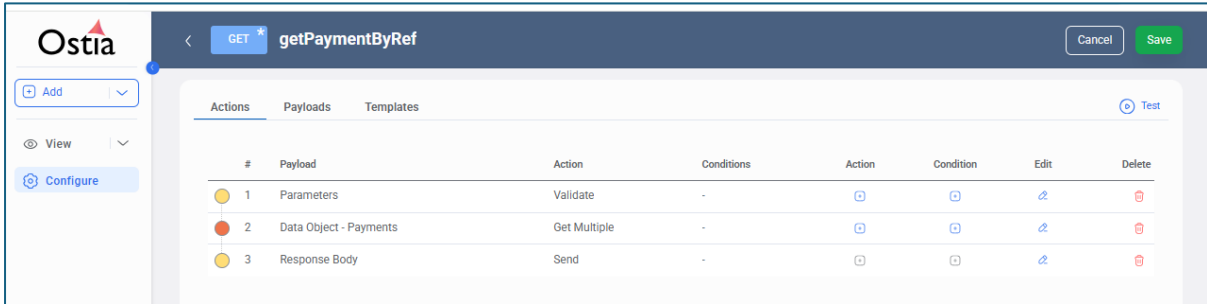 Ostia
GET * getPaymentByRef
Cancel
Save
Add
View
Configure
Actions Payloads Templates
Test
# Payload Action Conditions Action Condition Edit Delete
1 Parameters Validate -
2 Data Object - Payments Get Multiple -
3 Response Body Send -